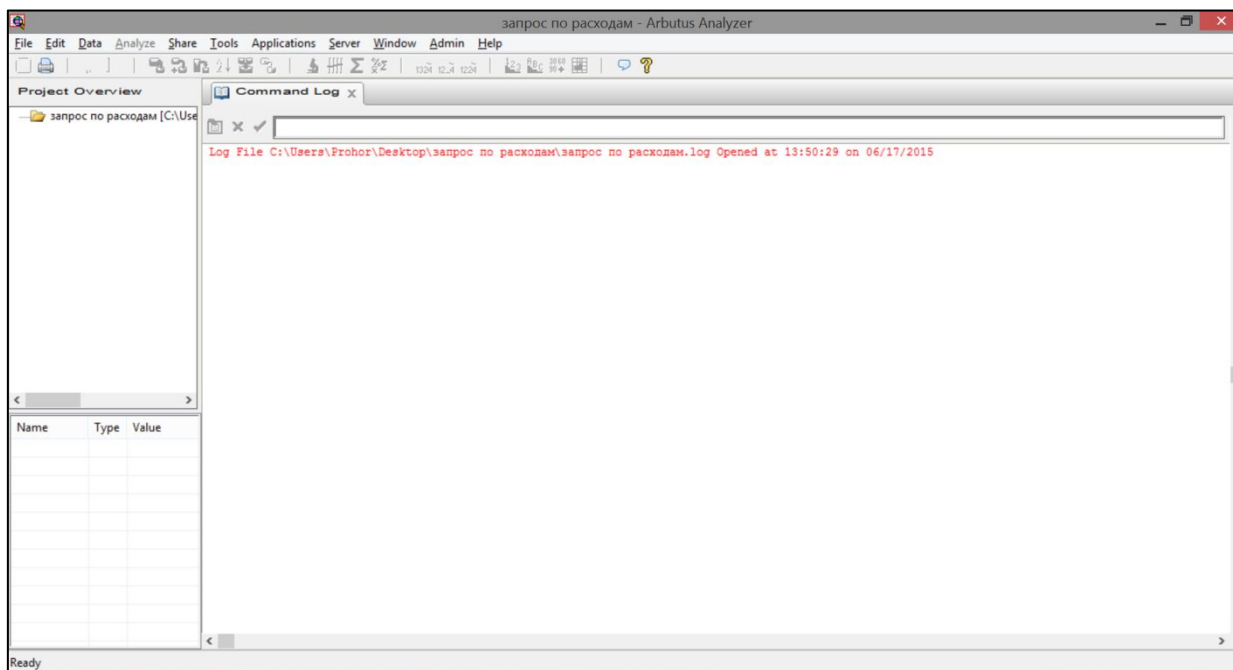 запрос по расходам - Arbutus Analyzer
File Edit Data Analyze Share Tools Applications Server Window Admin Help
Project Overview
Command Log x
запрос по расходам [C:\Use
Log File C:\Users\Prohor\Desktop\запрос по расходам\запрос по расходам.log Opened at 13:50:29 on 06/17/2015
Name Type Value
Ready